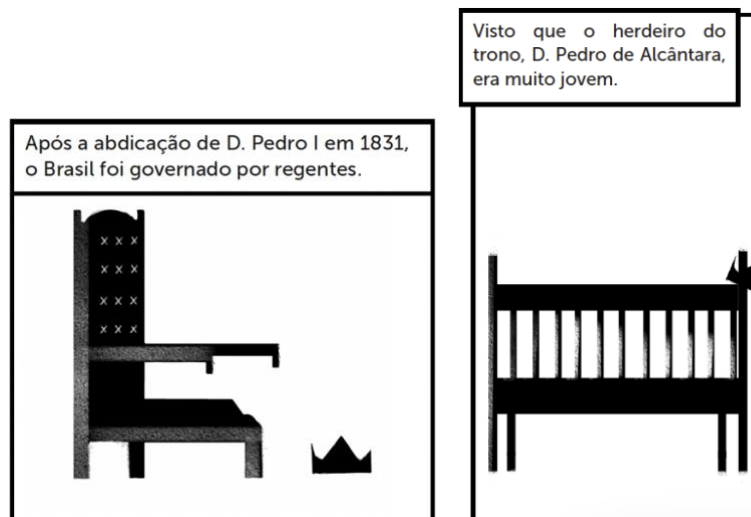 Após a abdicação de D. Pedro I em 1831,
o Brasil foi governado por regentes.
Visto que o herdeiro do
trono, D. Pedro de Alcântara,
era muito jovem.